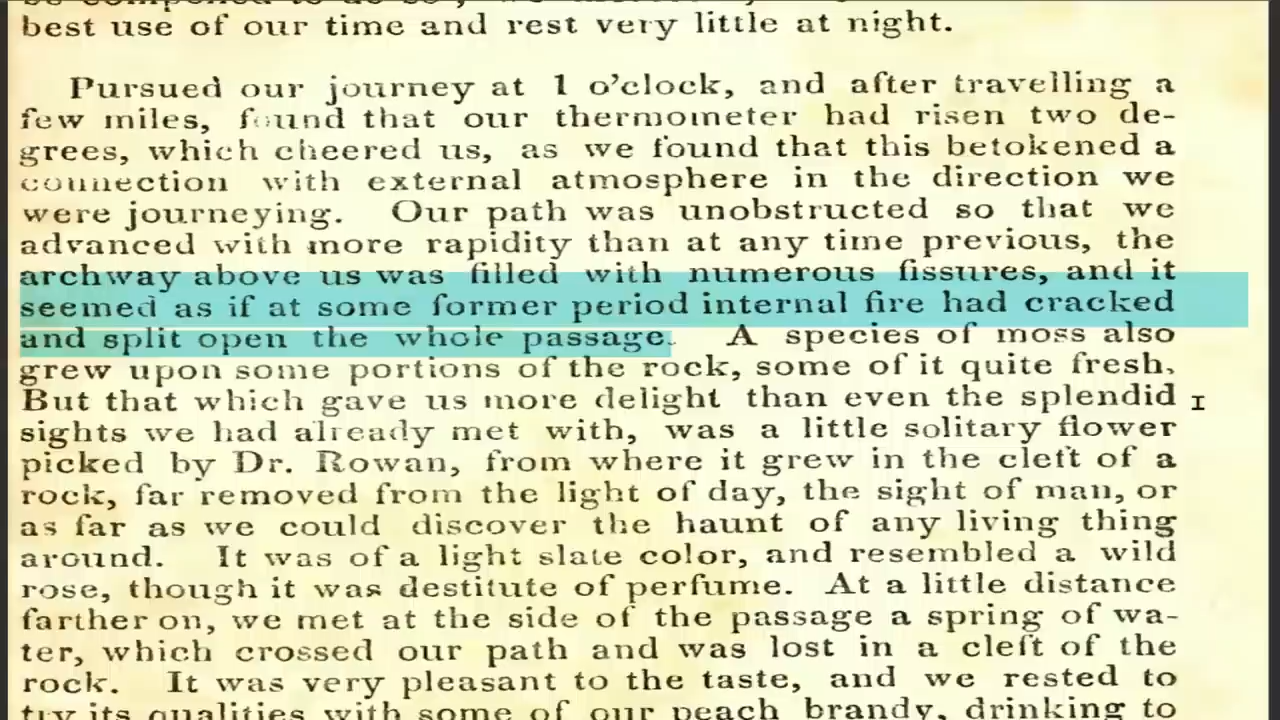 best use of our time and rest very little at night.
Pursued our journey at 1 o'clock, and after travelling a
few miles, found that our thermometer had risen two de-
grees, which cheered us, as we found that this betokened a
connection with external atmosphere in the direction we
were journeying. Our path was unobstructed so that we
advanced with more rapidity than at any time previous, the
archway above us was filled with numerous fissures, and it
seemed as if at some former period internal fire had cracked
and split open the whole passage. A species of moss also
grew upon some portions of the rock, some of it quite fresh.
But that which gave us more delight than even the splendid
sights we had already met with, was a little solitary flower
picked by Dr. Rowan, from where it grew in the cleft of a
rock, far removed from the light of day, the sight of man, or
as far as we could discover the haunt of any living thing
around. It was of a light slate color, and resembled a wild
rose, though it was destitute of perfume. At a little distance
farther on, we met at the side of the passage a spring of wa-
ter, which crossed our path and was lost in a cleft of the
rock. It was very pleasant to the taste, and we rested to
try its qualities with some of our peach brandy, drinking to